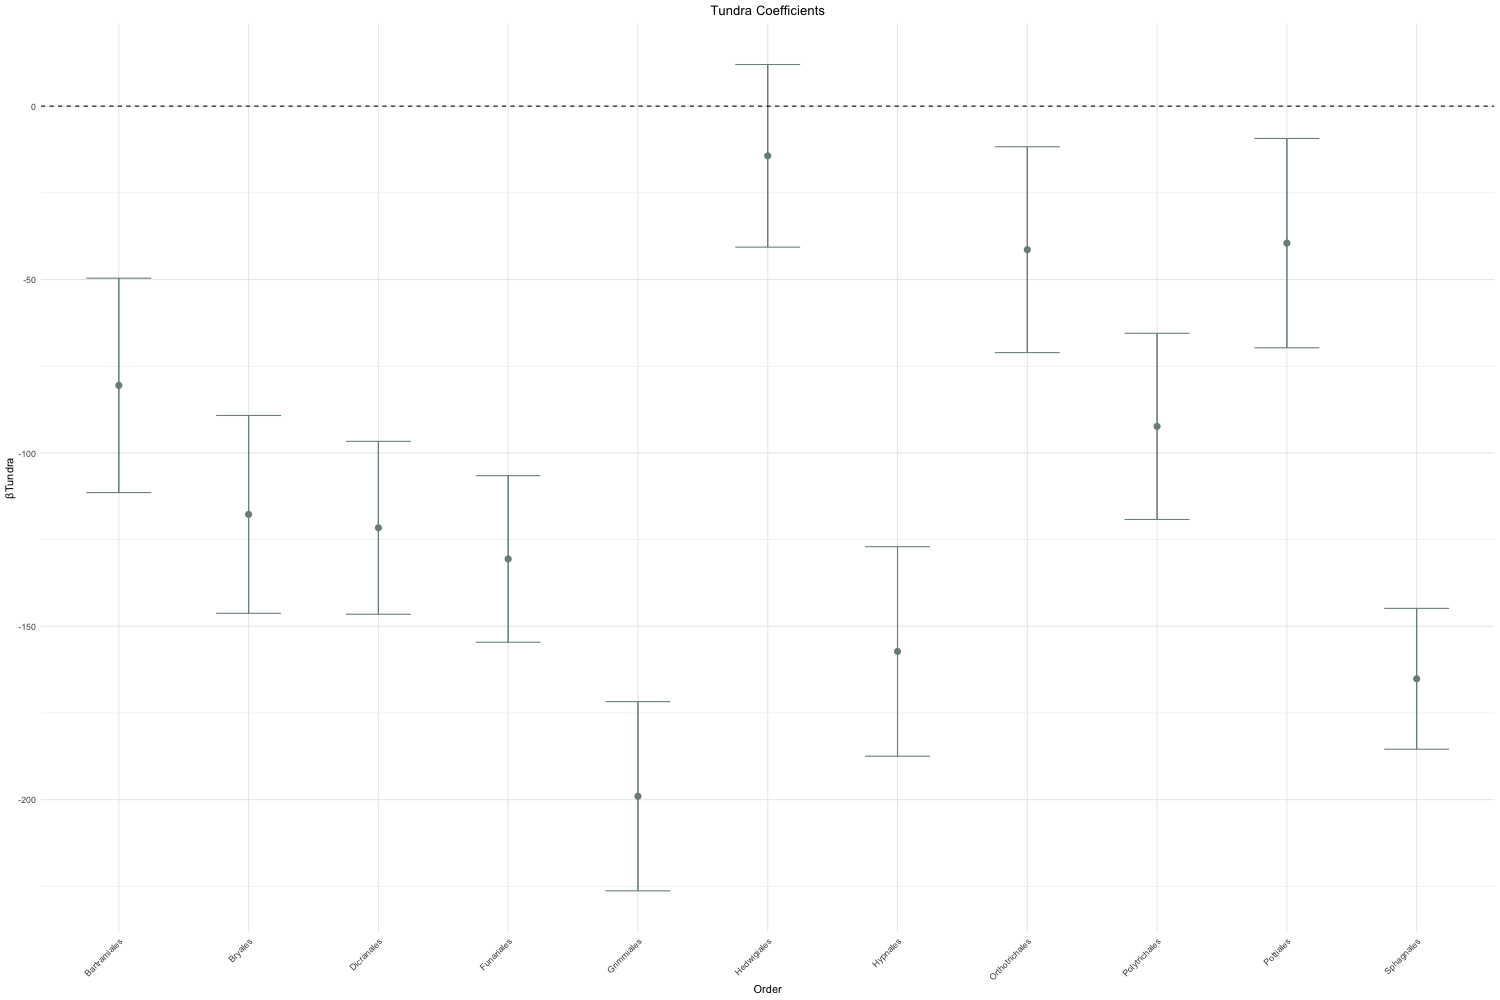 Tundra Coefficients
0
-50
-100
-150
-200
βTundra
Bartramiales
Bryales
Dicranales
Funariales
Grimmiales
Hedwigiales
Hypnales
Orthotrichales
Polytrichales
Pottiales
Sphagnales
Order